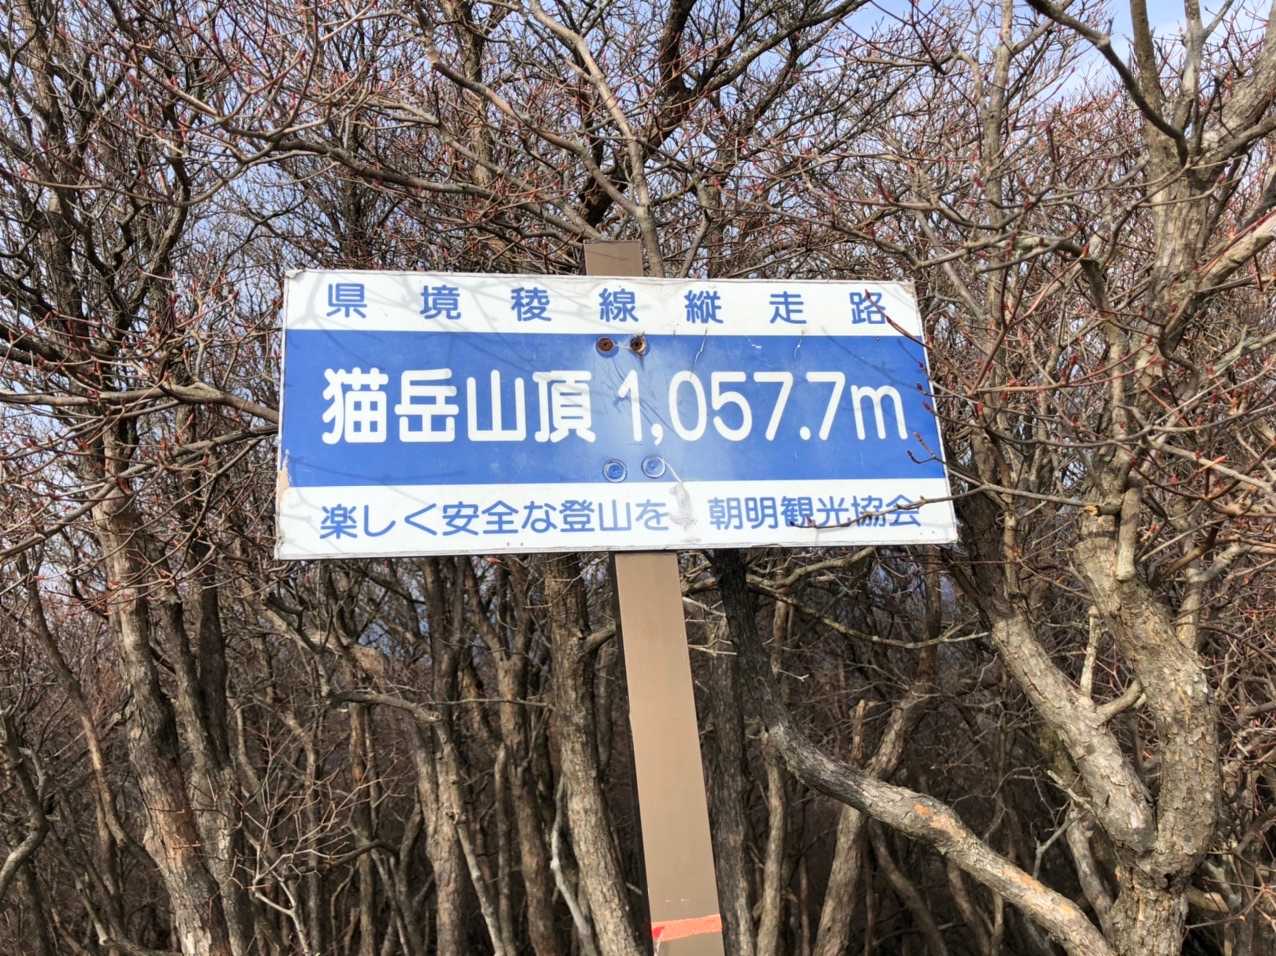 県境稜線縦走路
猫岳山頂 1,057.7m
楽しく安全な登山を 朝明観光協会